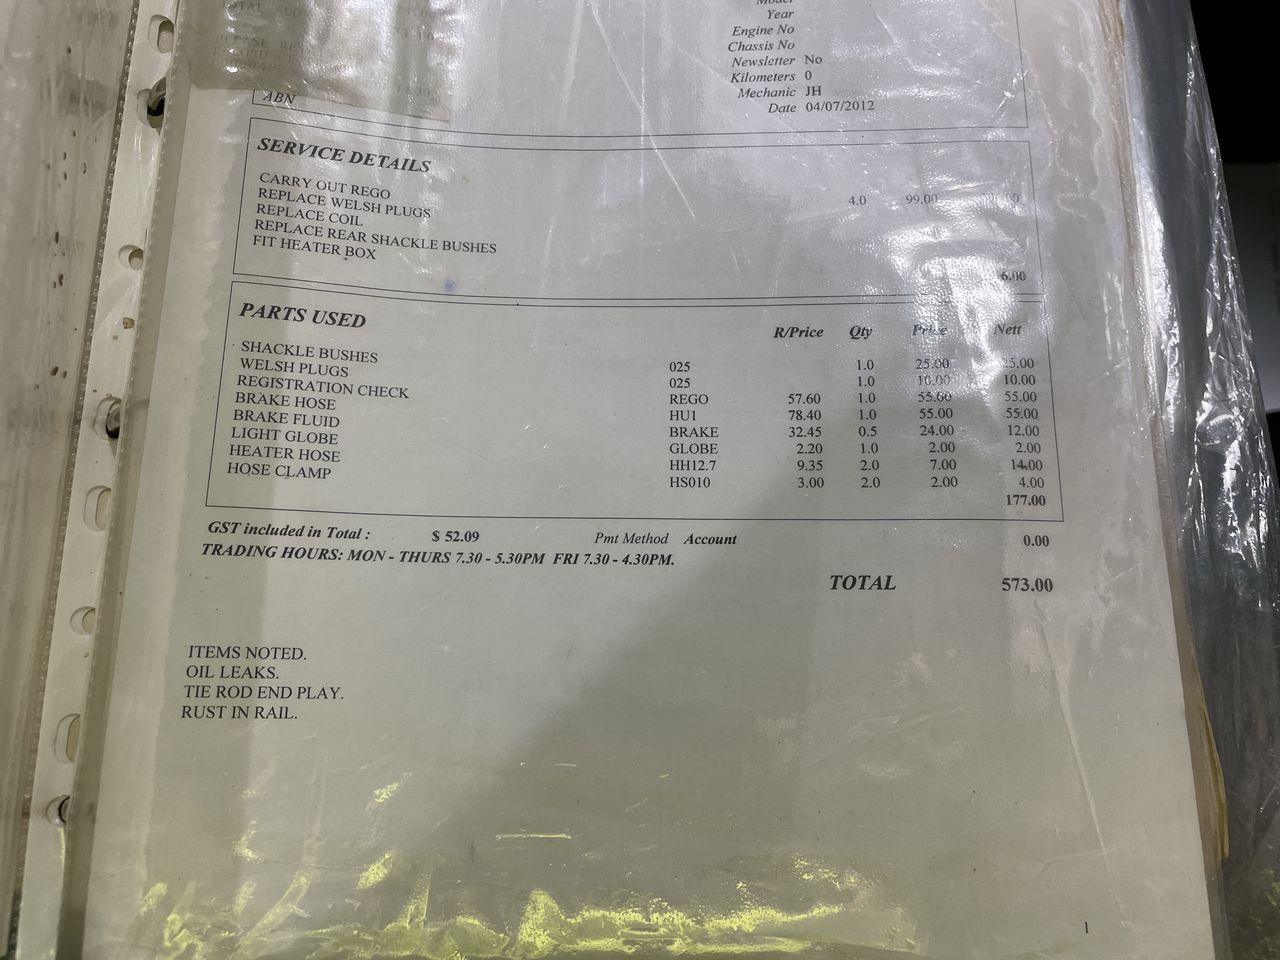 TOTAL AUD
PLEASE
RECORD
Model
Year
Engine No
Chassis No
Newsletter No
Kilometers 0
Mechanic JH
Date 04/07/2012
ABN
SERVICE DETAILS
CARRY OUT REGO
REPLACE WELSH PLUGS 4.0 99.00
REPLACE COIL
REPLACE REAR SHACKLE BUSHES
FIT HEATER BOX
6.00
PARTS USED R/Price Qty Price Nett
SHACKLE BUSHES 025 1.0 25.00 25.00
WELSH PLUGS 025 1.0 10.00 10.00
REGISTRATION CHECK REGO 57.60 1.0 55.00 55.00
BRAKE HOSE HU1 78.40 1.0 55.00 55.00
BRAKE FLUID BRAKE 32.45 0.5 24.00 12.00
LIGHT GLOBE GLOBE 2.20 1.0 2.00 2.00
HEATER HOSE HH12.7 9.35 2.0 7.00 14.00
HOSE CLAMP HS010 3.00 2.0 2.00 4.00
177.00
GST included in Total : $ 52.09 Pmt Method Account 0.00
TRADING HOURS: MON - THURS 7.30 - 5.30PM FRI 7.30 - 4.30PM.
TOTAL 573.00
ITEMS NOTED.
OIL LEAKS.
TIE ROD END PLAY.
RUST IN RAIL.
1